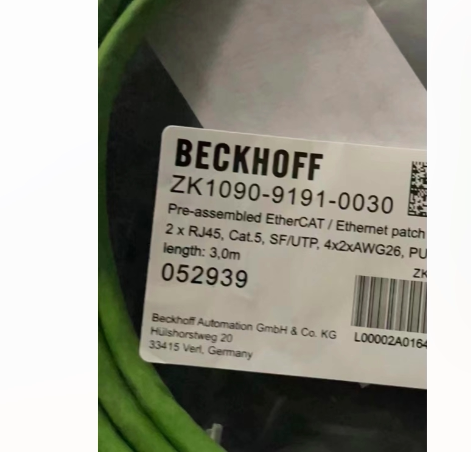 BECKHOFF
ZK1090-9191-0030
Pre-assembled EtherCAT / Ethernet patch
2 x RJ45, Cat.5, SF/UTP, 4x2xAWG26, PU
length: 3,0m
ZK
052939
Beckhoff Automation GmbH & Co. KG
Hülshorstweg 20
33415 Verl, Germany
L00002A0164